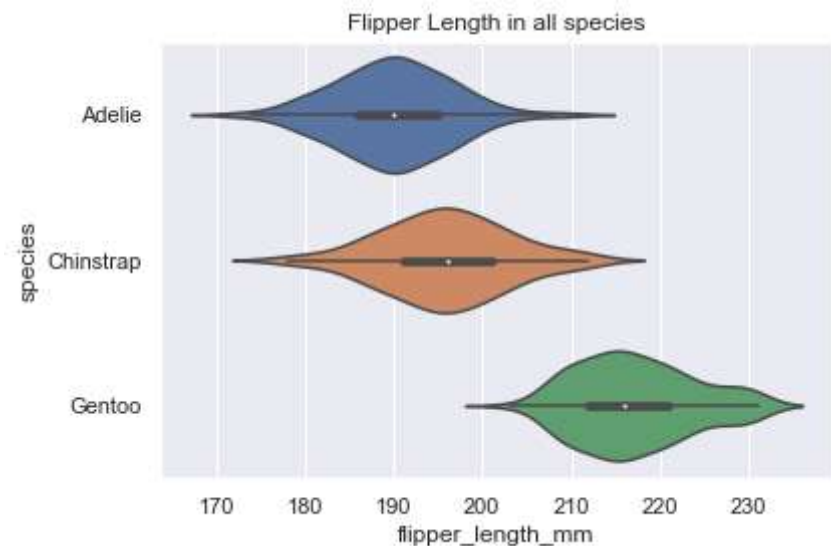 Flipper Length in all species
Adelie
Chinstrap
Gentoo
species
170 180 190 200 210 220 230
flipper_length_mm